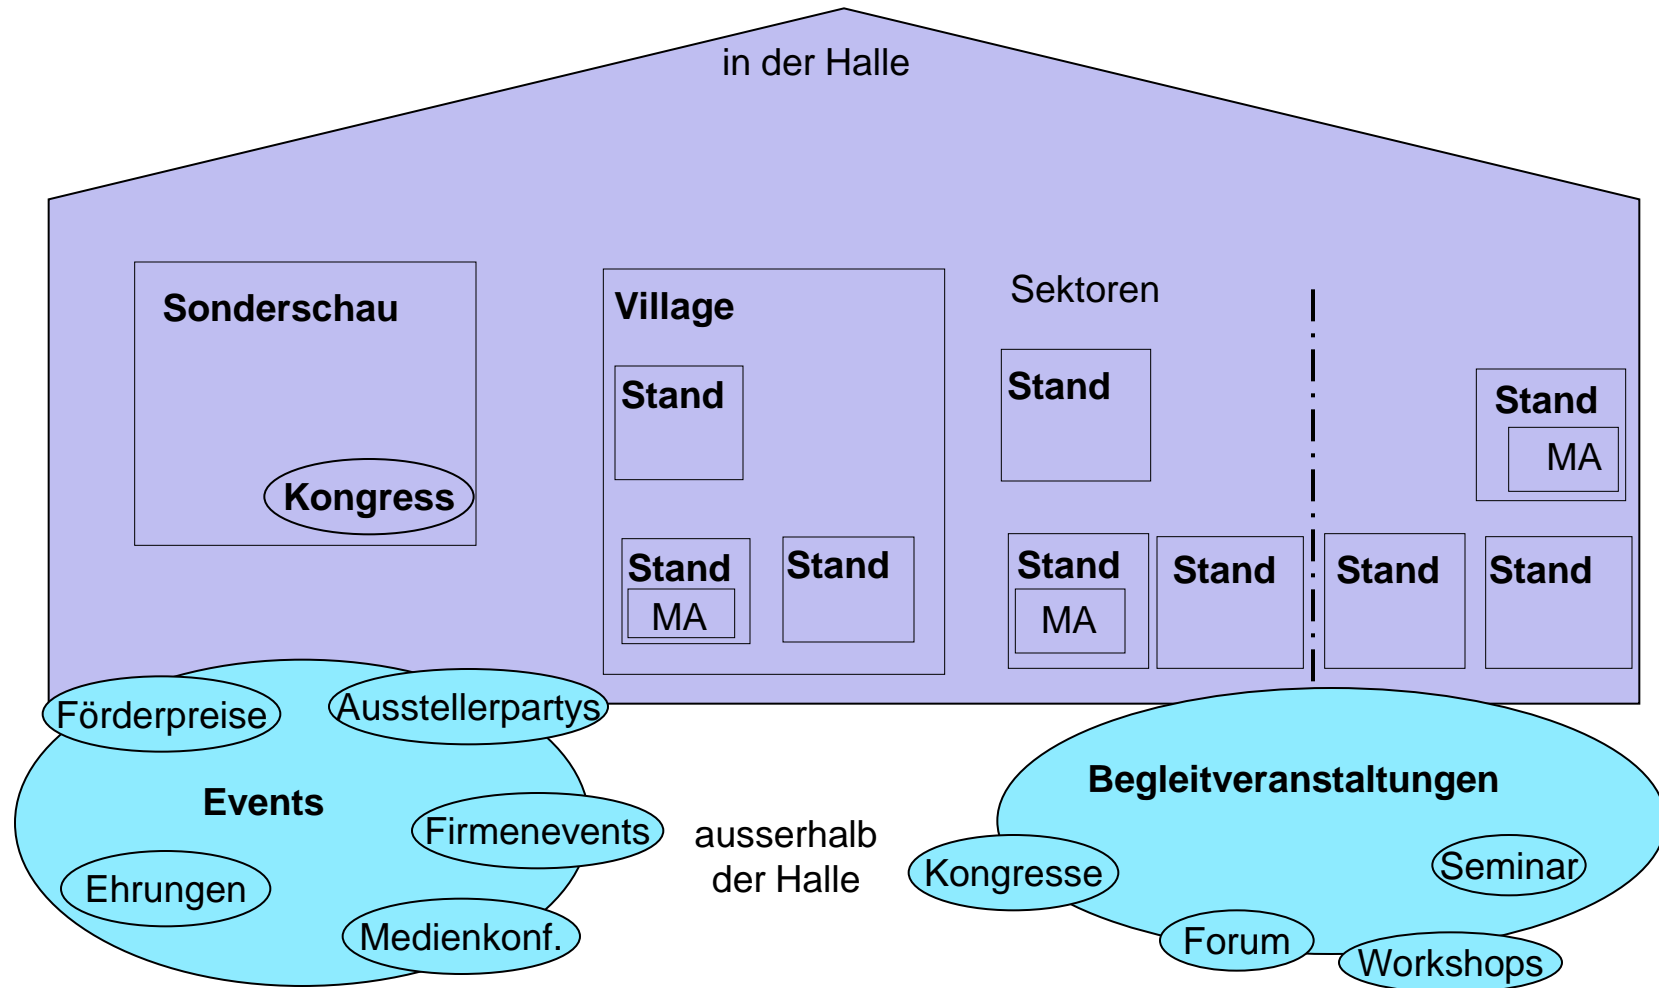 in der Halle
Sonderschau
Kongress
Village
Stand
Stand
MA
Stand
Sektoren
Stand
Stand
MA
Stand
Stand
MA
Stand
Stand
Förderpreise
Ausstellerpartys
Events
Firmenevents
Ehrungen
Medienkonf.
ausserhalb
der Halle
Begleitveranstaltungen
Kongresse
Seminar
Forum
Workshops